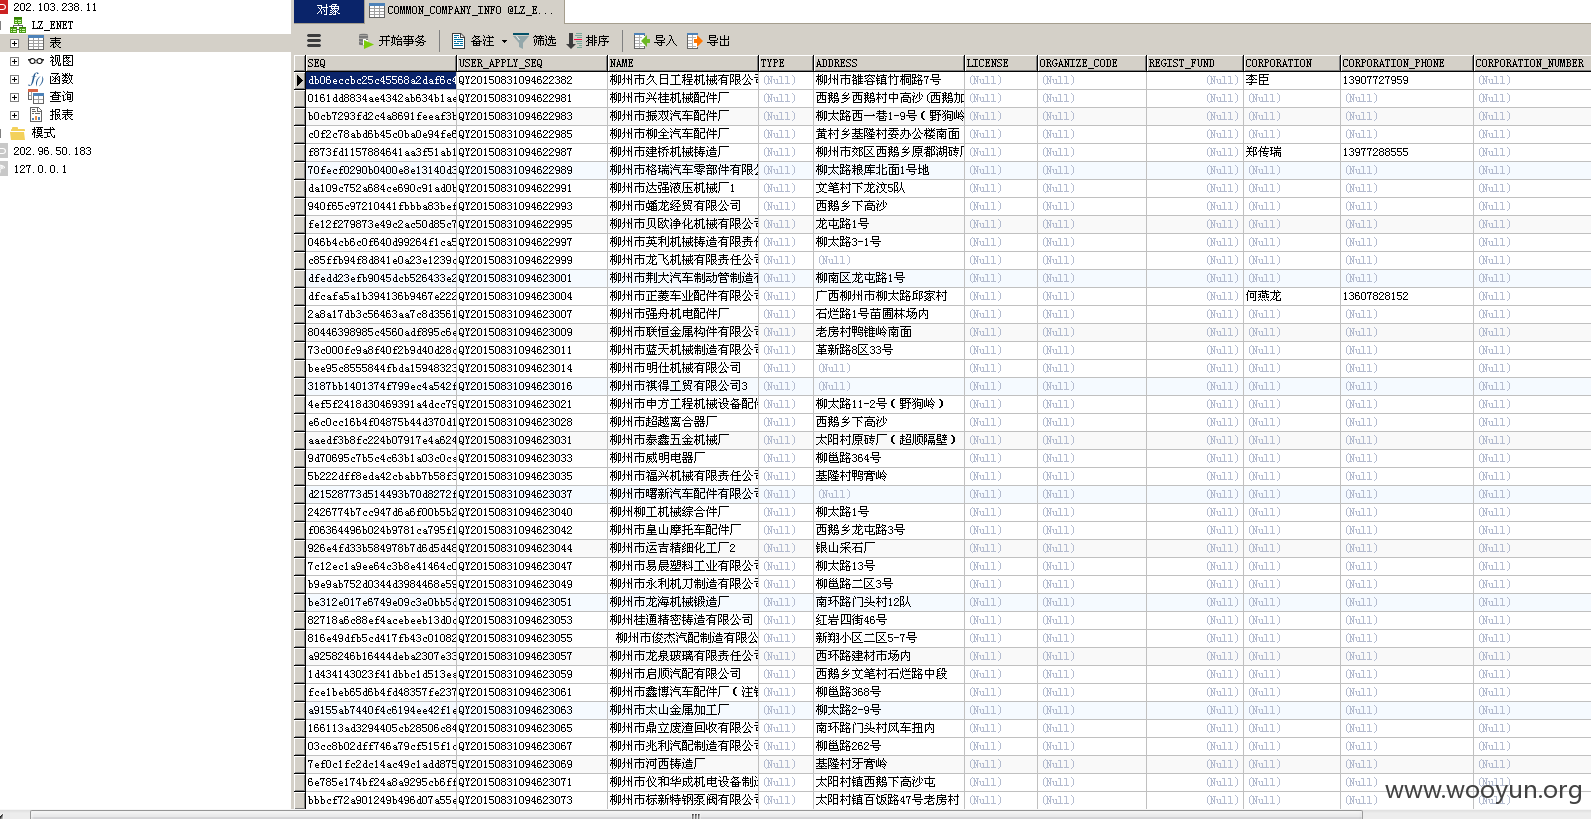 202.103.238.11
LZ_ENET
表
视图
函数
查询
报表
模式
202.96.50.183
127.0.0.1
对象 COMMON_COMPANY_INFO @LZ_E...
开始事务 备注 筛选 排序 导入 导出
SEQ USER_APPLY_SEQ NAME TYPE ADDRESS LICENSE ORGANIZE_CODE REGIST_FUND CORPORATION CORPORATION_PHONE CORPORATION_NUMBER
QY20150831094622382 柳州市久日工程机械有限公司 (Null) 柳州市雒容镇竹桐路7号 (Null) (Null) (Null) 李臣 13907727959 (Null)
QY20150831094622981 柳州市兴桂机械配件厂 (Null) 西鹅乡西鹅村中高沙(西鹅加 (Null) (Null) (Null) (Null) (Null) (Null)
QY20150831094622983 柳州市振双汽车配件厂 (Null) 柳太路西一巷1-9号(野狗岭 (Null) (Null) (Null) (Null) (Null) (Null)
QY20150831094622985 柳州市柳全汽车配件厂 (Null) 黄村乡基隆村委办公楼南面 (Null) (Null) (Null) (Null) (Null) (Null)
QY20150831094622987 柳州市建桥机械铸造厂 (Null) 柳州市郊区西鹅乡原都湖砖厂 (Null) (Null) (Null) 郑传瑞 13977288555 (Null)
QY20150831094622989 柳州市格瑞汽车零部件有限公 (Null) 柳太路粮库北面1号地 (Null) (Null) (Null) (Null) (Null) (Null)
QY20150831094622991 柳州市达强液压机械厂1 (Null) 文笔村下龙汶5队 (Null) (Null) (Null) (Null) (Null) (Null)
QY20150831094622993 柳州市蟠龙经贸有限公司 (Null) 西鹅乡下高沙 (Null) (Null) (Null) (Null) (Null) (Null)
QY20150831094622995 柳州市贝欧净化机械有限公司 (Null) 龙屯路1号 (Null) (Null) (Null) (Null) (Null) (Null)
QY20150831094622997 柳州市英利机械铸造有限责任 (Null) 柳太路3-1号 (Null) (Null) (Null) (Null) (Null) (Null)
QY20150831094622999 柳州市龙飞机械有限责任公司 (Null) (Null) (Null) (Null) (Null) (Null) (Null) (Null)
QY20150831094623001 柳州市荆大汽车制动管制造有 (Null) 柳南区龙屯路1号 (Null) (Null) (Null) (Null) (Null) (Null)
QY20150831094623004 柳州市正菱车业配件有限公司 (Null) 广西柳州市柳太路邱家村 (Null) (Null) (Null) 何燕龙 13607828152 (Null)
QY20150831094623007 柳州市强舟机电配件厂 (Null) 石烂路1号苗圃林场内 (Null) (Null) (Null) (Null) (Null) (Null)
QY20150831094623009 柳州市联恒金属构件有限公司 (Null) 老房村鸭锥岭南面 (Null) (Null) (Null) (Null) (Null) (Null)
QY20150831094623011 柳州市蓝天机械制造有限公司 (Null) 革新路8区33号 (Null) (Null) (Null) (Null) (Null) (Null)
QY20150831094623014 柳州市明仕机械有限公司 (Null) (Null) (Null) (Null) (Null) (Null) (Null) (Null)
QY20150831094623016 柳州市祺得工贸有限公司3 (Null) (Null) (Null) (Null) (Null) (Null) (Null) (Null)
QY20150831094623021 柳州市申方工程机械设备配件 (Null) 柳太路11-2号(野狗岭) (Null) (Null) (Null) (Null) (Null) (Null)
QY20150831094623028 柳州市超越离合器厂 (Null) 西鹅乡下高沙 (Null) (Null) (Null) (Null) (Null) (Null)
QY20150831094623031 柳州市泰鑫五金机械厂 (Null) 太阳村原砖厂(超顺隔壁) (Null) (Null) (Null) (Null) (Null) (Null)
QY20150831094623033 柳州市威明电器厂 (Null) 柳邕路364号 (Null) (Null) (Null) (Null) (Null) (Null)
QY20150831094623035 柳州市福兴机械有限责任公司 (Null) 基隆村鸭膏岭 (Null) (Null) (Null) (Null) (Null) (Null)
QY20150831094623037 柳州市曙新汽车配件有限公司 (Null) (Null) (Null) (Null) (Null) (Null) (Null) (Null)
QY20150831094623040 柳州柳工机械综合件厂 (Null) 柳太路1号 (Null) (Null) (Null) (Null) (Null) (Null)
QY20150831094623042 柳州市皇山摩托车配件厂 (Null) 西鹅乡龙屯路3号 (Null) (Null) (Null) (Null) (Null) (Null)
QY20150831094623044 柳州市运吉精细化工厂2 (Null) 银山采石厂 (Null) (Null) (Null) (Null) (Null) (Null)
QY20150831094623047 柳州市易晨塑料工业有限公司 (Null) 柳太路13号 (Null) (Null) (Null) (Null) (Null) (Null)
QY20150831094623049 柳州市永利机刀制造有限公司 (Null) 柳邕路二区3号 (Null) (Null) (Null) (Null) (Null) (Null)
QY20150831094623051 柳州市龙海机械锻造厂 (Null) 南环路门头村12队 (Null) (Null) (Null) (Null) (Null) (Null)
QY20150831094623053 柳州桂通精密铸造有限公司 (Null) 红岩四街46号 (Null) (Null) (Null) (Null) (Null) (Null)
QY20150831094623055 柳州市俊杰汽配制造有限公 (Null) 新翔小区二区5-7号 (Null) (Null) (Null) (Null) (Null) (Null)
QY20150831094623057 柳州市龙泉玻璃有限责任公司 (Null) 西环路建材市场内 (Null) (Null) (Null) (Null) (Null) (Null)
QY20150831094623059 柳州市启顺汽配有限公司 (Null) 西鹅乡文笔村石烂路中段 (Null) (Null) (Null) (Null) (Null) (Null)
QY20150831094623061 柳州市鑫博汽车配件厂(注销 (Null) 柳邕路368号 (Null) (Null) (Null) (Null) (Null) (Null)
QY20150831094623063 柳州市太山金属加工厂 (Null) 柳太路2-9号 (Null) (Null) (Null) (Null) (Null) (Null)
QY20150831094623065 柳州市鼎立废渣回收有限公司 (Null) 南环路门头村风车扭内 (Null) (Null) (Null) (Null) (Null) (Null)
QY20150831094623067 柳州市兆利汽配制造有限公司 (Null) 柳邕路262号 (Null) (Null) (Null) (Null) (Null) (Null)
QY20150831094623069 柳州市河西铸造厂 (Null) 基隆村牙膏岭 (Null) (Null) (Null) (Null) (Null) (Null)
QY20150831094623071 柳州市仪和华成机电设备制造 (Null) 太阳村镇西鹅下高沙屯 (Null) (Null) (Null) (Null) (Null) (Null)
QY20150831094623073 柳州市标新特钢泵阀有限公司 (Null) 太阳村镇百饭路47号老房村 (Null) (Null) (Null) (Null) (Null) (Null)
www.wooyun.org